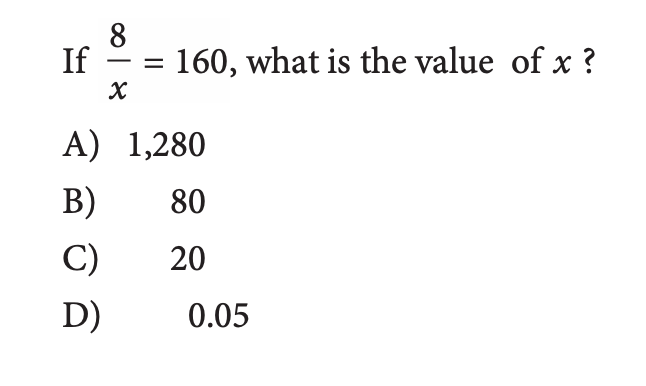 If 8/x = 160, what is the value of x ?
A) 1,280
B) 80
C) 20
D) 0.05